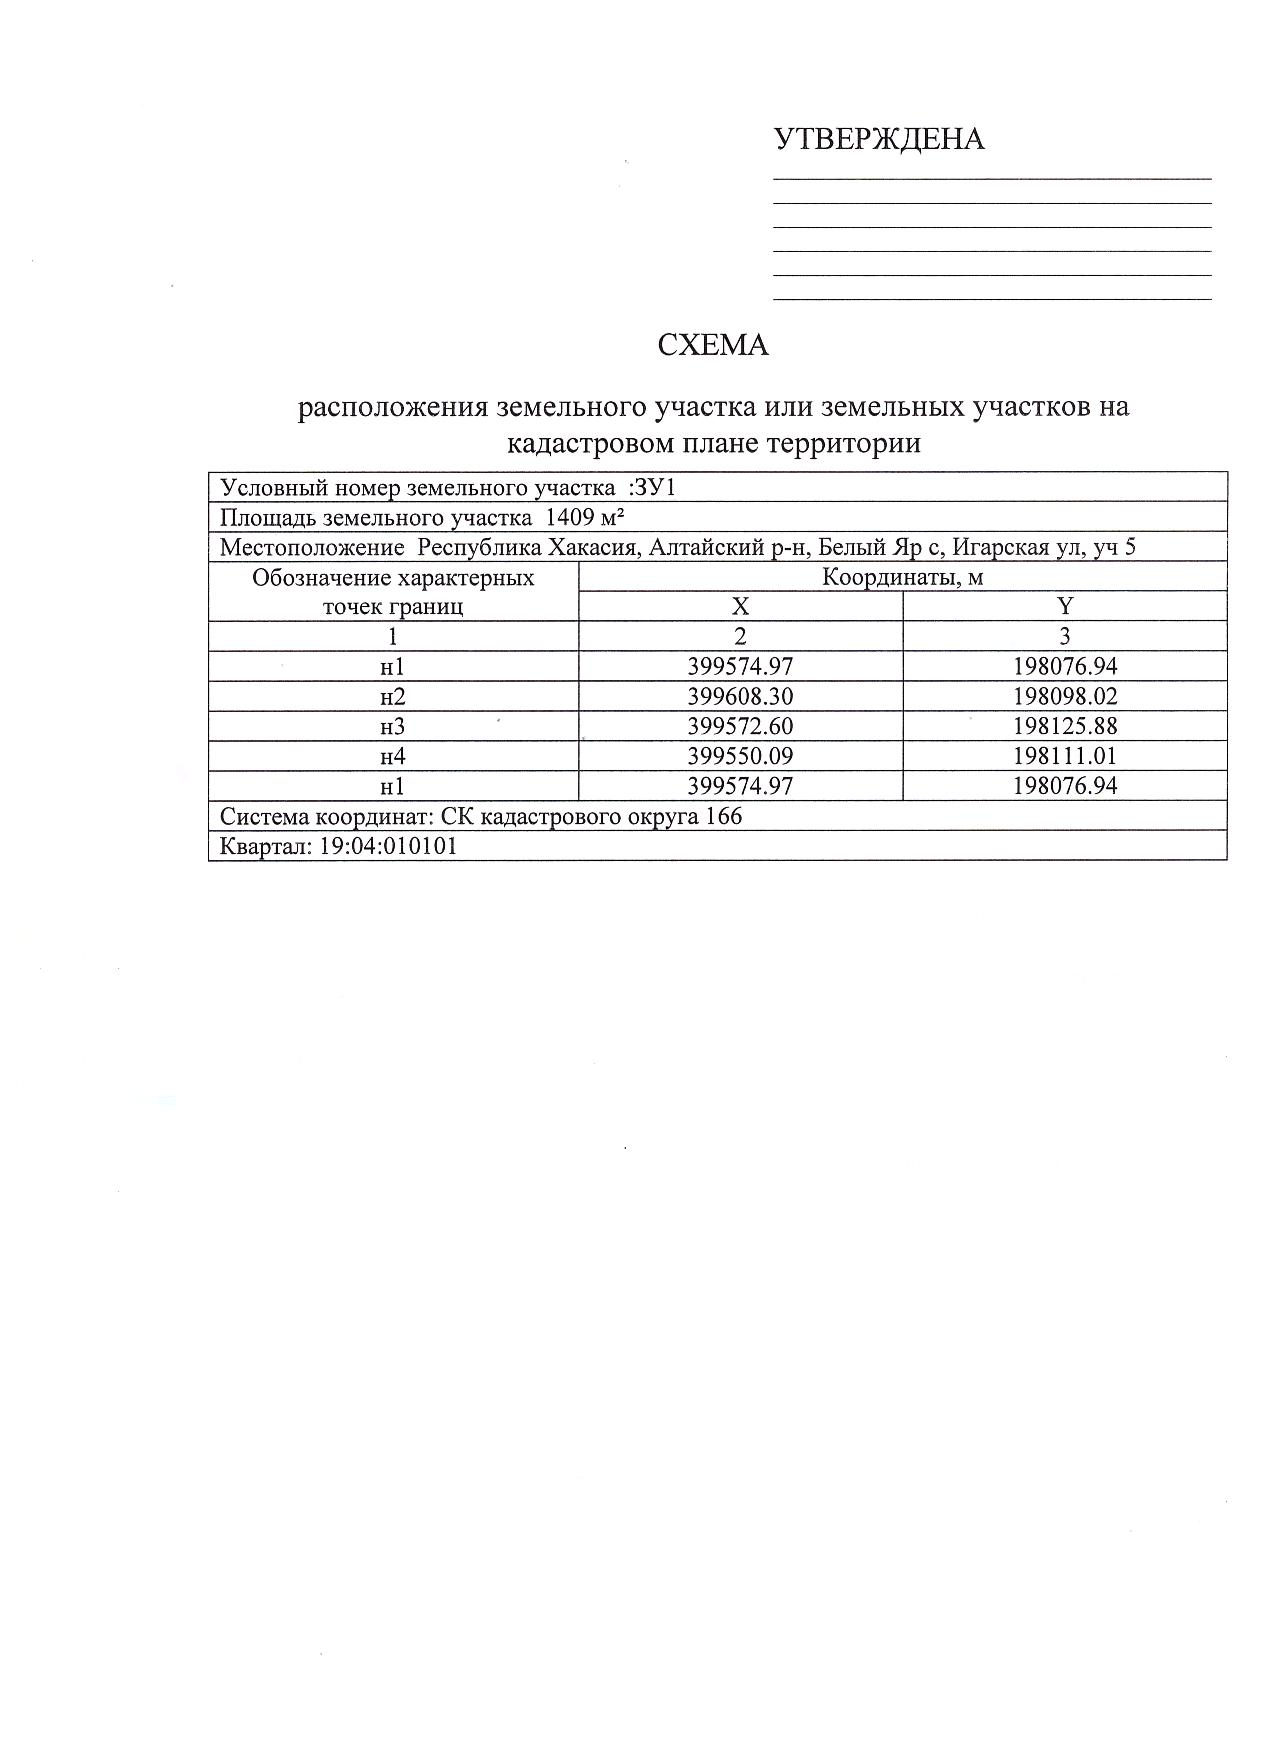 УТВЕРЖДЕНА
СХЕМА
расположения земельного участка или земельных участков на
кадастровом плане территории
Условный номер земельного участка :ЗУ1
Площадь земельного участка 1409 м²
Местоположение Республика Хакасия, Алтайский р-н, Белый Яр с, Игарская ул, уч 5
Обозначение характерных
точек границ
Координаты, м
X
Y
1
2
3
н1
399574.97
198076.94
н2
399608.30
198098.02
н3
399572.60
198125.88
н4
399550.09
198111.01
н1
399574.97
198076.94
Система координат: СК кадастрового округа 166
Квартал: 19:04:010101